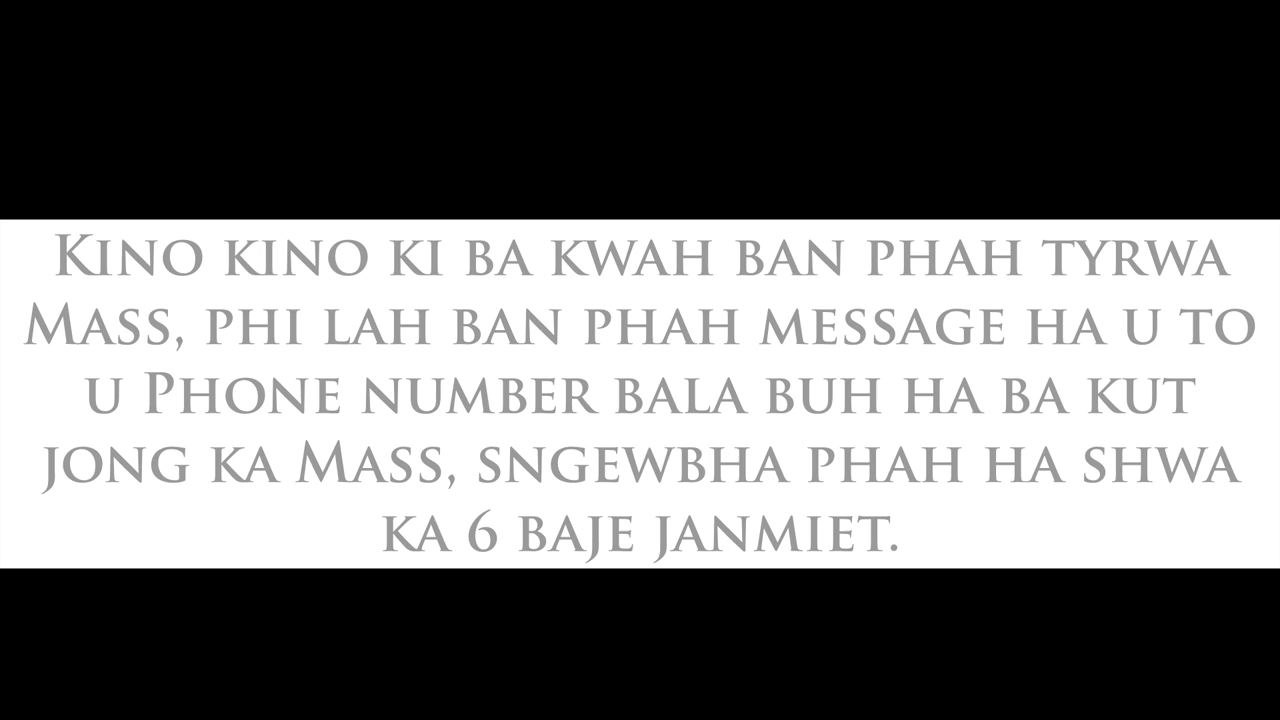 Kino kino ki ba kwah ban phah tyrwa
Mass, phi lah ban phah message ha u to
u Phone number bala buh ha ba kut
jong ka Mass, sngewbha phah ha shwa
ka 6 baje janmiet.